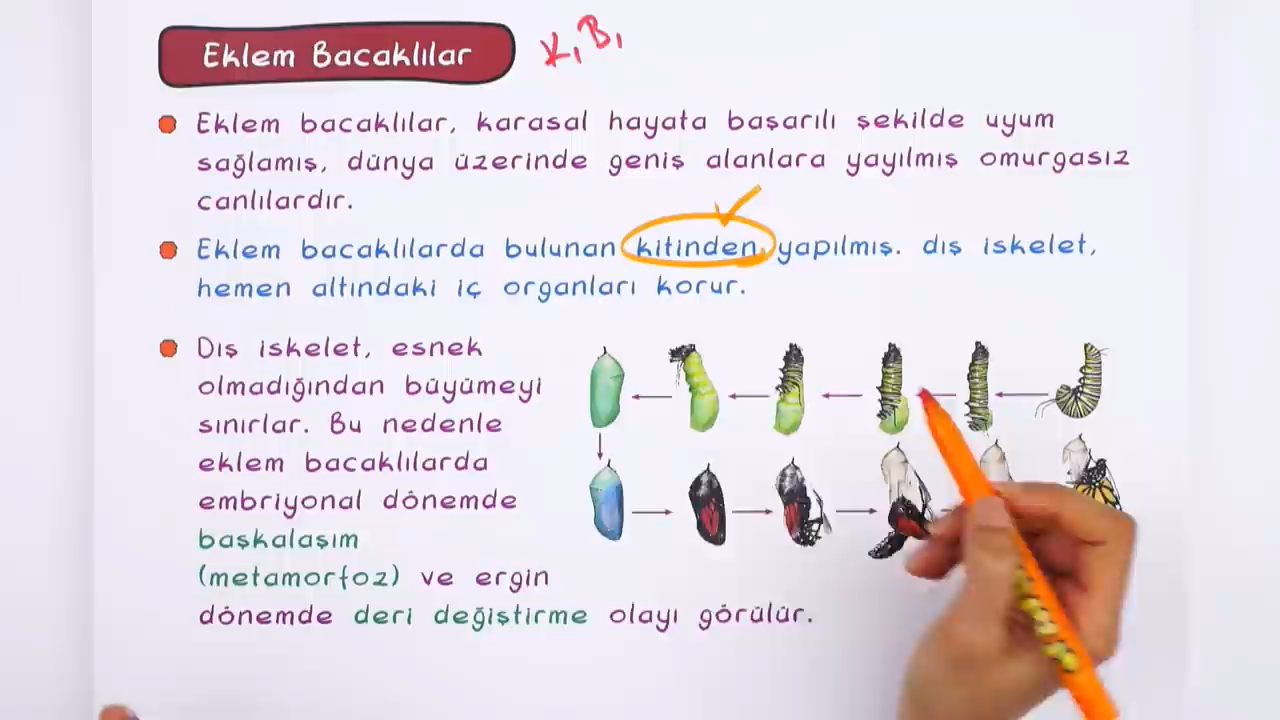 Eklem Bacaklılar
K, B,
Eklem bacaklılar, karasal hayata başarılı şekilde uyum
sağlamış, dünya üzerinde geniş alanlara yayılmış omurgasız
canlılardır.
Eklem bacaklılarda bulunan kitinden yapılmış. dış iskelet,
hemen altındaki iç organları korur.
Dış iskelet, esnek
olmadığından büyümeyi
sınırlar. Bu nedenle
eklem bacaklılarda
embriyonal dönemde
başkalaşım
(metamorfoz) ve ergin
dönemde deri değiştirme olayı görülür.